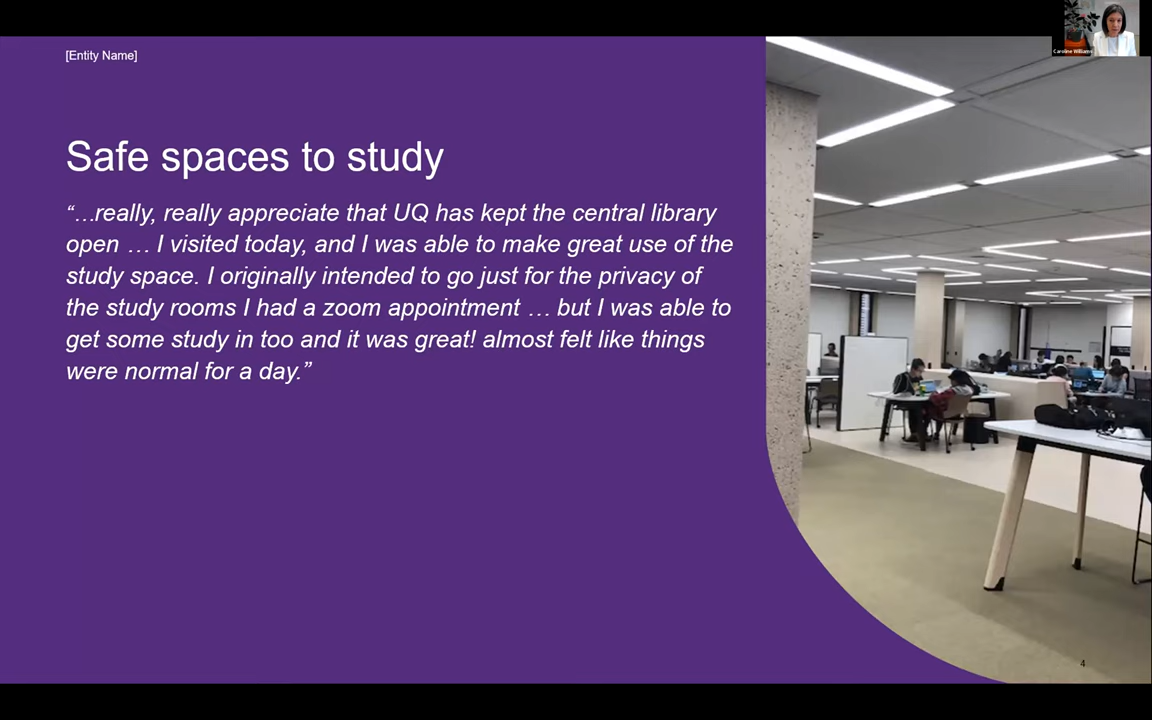 [Entity Name]
Caroline Williams
Safe spaces to study
“…really, really appreciate that UQ has kept the central library
open … I visited today, and I was able to make great use of the
study space. I originally intended to go just for the privacy of
the study rooms I had a zoom appointment … but I was able to
get some study in too and it was great! almost felt like things
were normal for a day.”
4